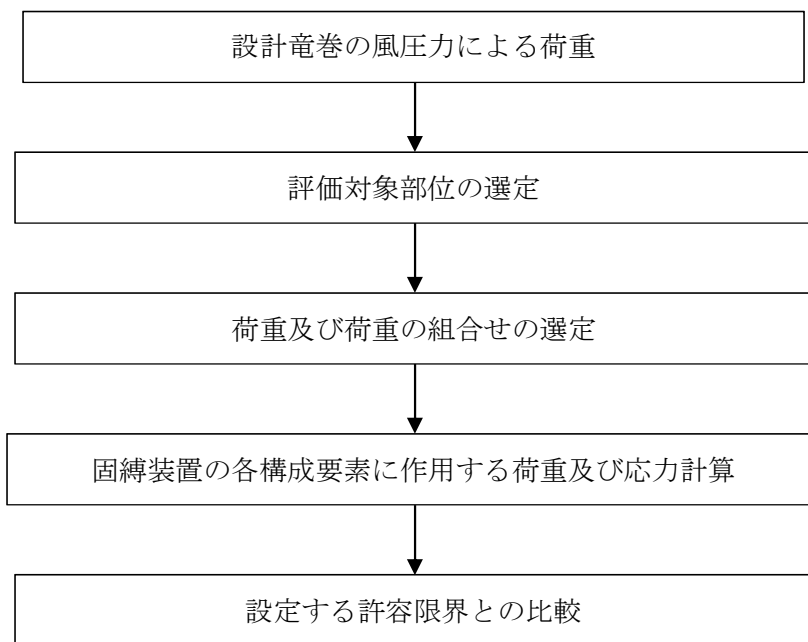 設計竜巻の風圧力による荷重
評価対象部位の選定
荷重及び荷重の組合せの選定
固縛装置の各構成要素に作用する荷重及び応力計算
設定する許容限界との比較